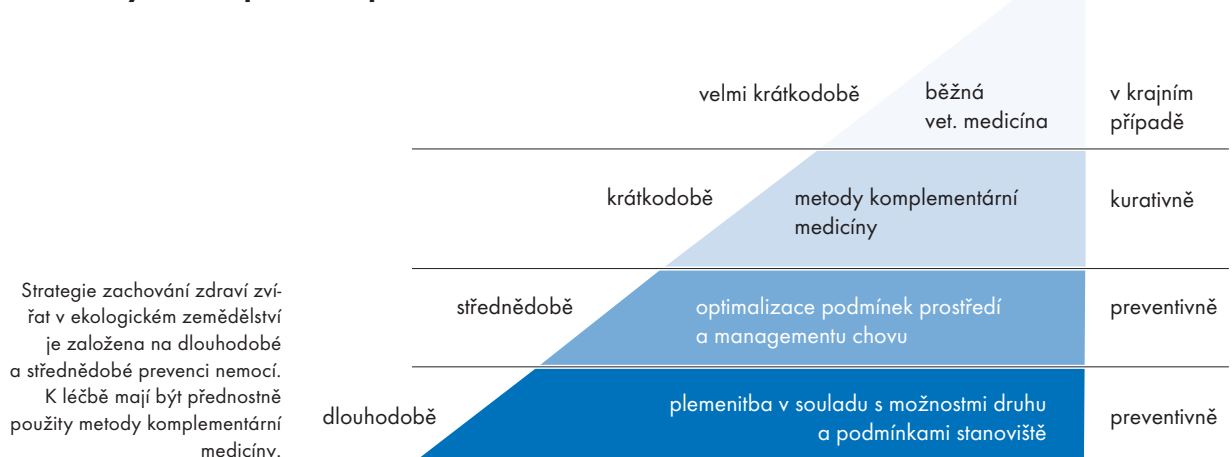 velmi krátkodobě
běžná
vet. medicína
v krajním
případě
krátkodobě
metody komplementární
medicíny
kurativně
Strategie zachování zdraví zví-
řat v ekologickém zemědělství
je založena na dlouhodobé
a střednědobé prevenci nemocí.
K léčbě mají být přednostně
použity metody komplementární
medicíny.
střednědobě
optimalizace podmínek prostředí
a managementu chovu
preventivně
dlouhodobě
plemenitba v souladu s možnostmi druhu
a podmínkami stanoviště
preventivně